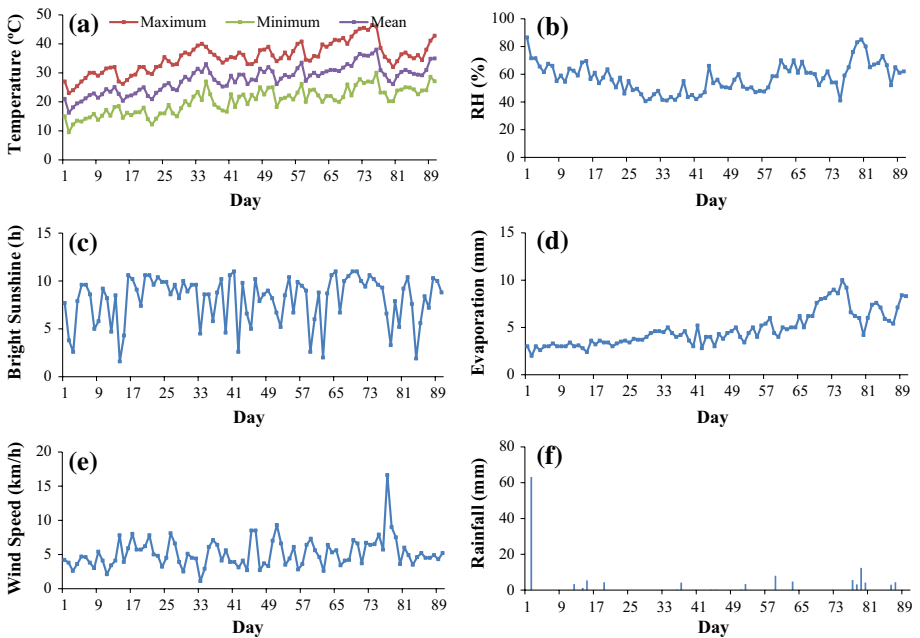 (a)
Maximum Minimum Mean
Temperature (ºC)
50
40
30
20
10
0
1 9 17 25 33 41 49 57 65 73 81 89
Day
(b)
RH (%)
100
80
60
40
20
0
1 9 17 25 33 41 49 57 65 73 81 89
Day
(c)
Bright Sunshine (h)
15
10
5
0
1 9 17 25 33 41 49 57 65 73 81 89
Day
(d)
Evaporation (mm)
15
10
5
0
1 9 17 25 33 41 49 57 65 73 81 89
Day
(e)
Wind Speed (km/h)
20
15
10
5
0
1 9 17 25 33 41 49 57 65 73 81 89
Day
(f)
Rainfall (mm)
80
60
40
20
0
1 9 17 25 33 41 49 57 65 73 81 89
Day